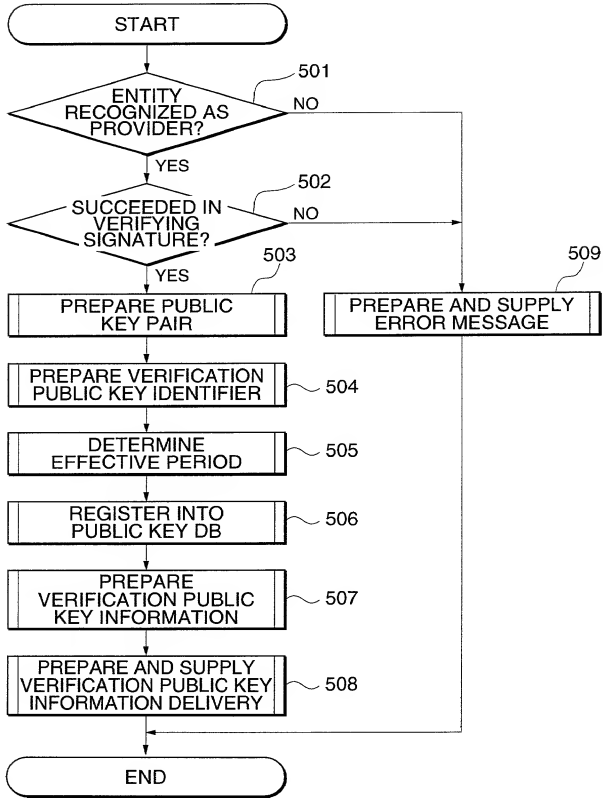 START
501
ENTITY
RECOGNIZED AS
PROVIDER?
NO
YES
502
SUCCEEDED IN
VERIFYING
SIGNATURE?
NO
YES
503
PREPARE PUBLIC
KEY PAIR
509
PREPARE AND SUPPLY
ERROR MESSAGE
PREPARE VERIFICATION
PUBLIC KEY IDENTIFIER
504
DETERMINE
EFFECTIVE PERIOD
505
REGISTER INTO
PUBLIC KEY DB
506
PREPARE
VERIFICATION PUBLIC
KEY INFORMATION
507
PREPARE AND SUPPLY
VERIFICATION PUBLIC KEY
INFORMATION DELIVERY
508
END